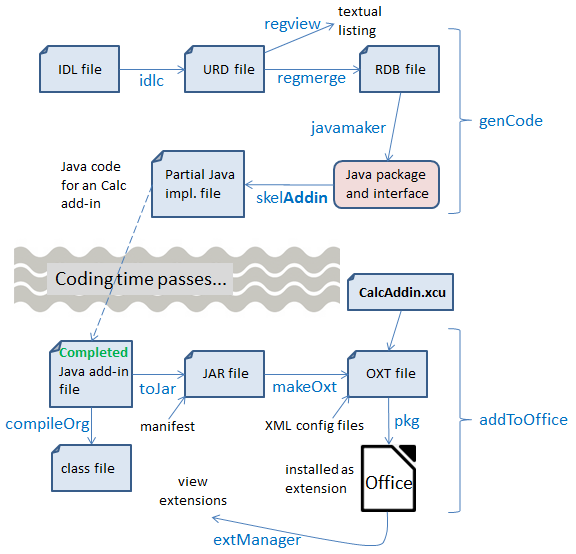 regview
textual
listing
IDL file
URD file
RDB file
idlc
regmerge
genCode
javamaker
Java code
for an Calc
add-in
Partial Java
impl. file
Java package
and interface
skelAddin
Coding time passes...
CalcAddin.xcu
Completed
Java add-in
file
toJar
JAR file
makeOxt
OXT file
compileOrg
manifest
XML config files
pkg
addToOffice
class file
view
extensions
installed as
extension
Office
extManager